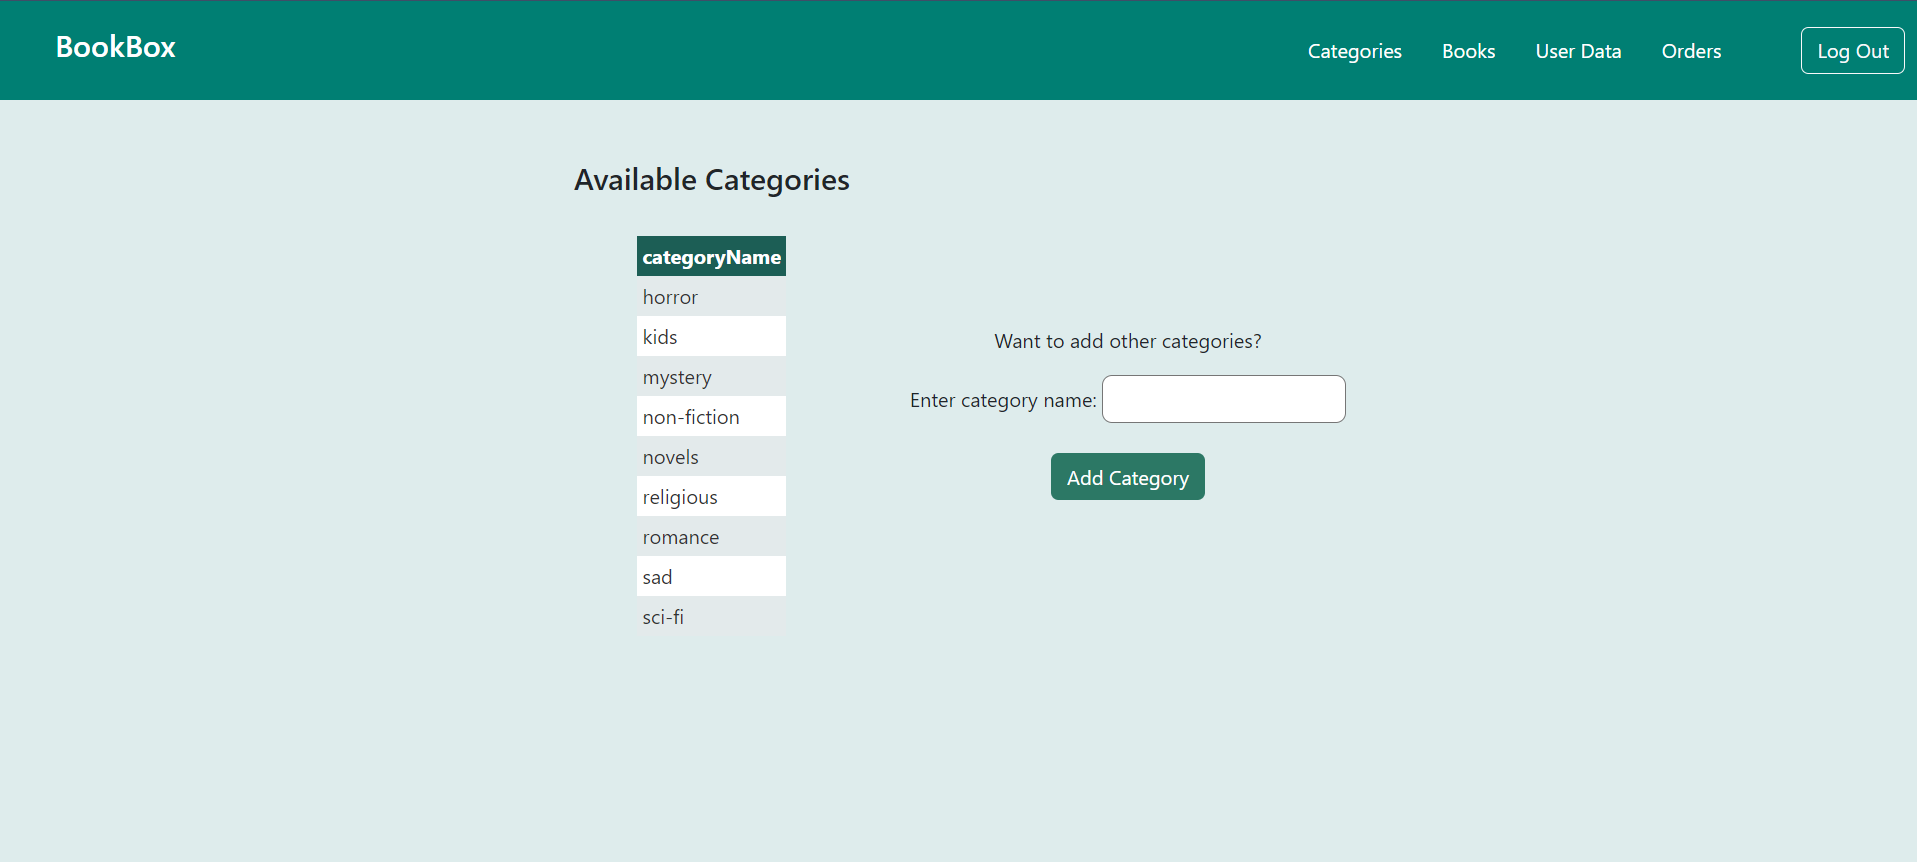 BookBox
Categories Books User Data Orders Log Out
Available Categories
categoryName
horror
kids
mystery
non-fiction
novels
religious
romance
sad
sci-fi
Want to add other categories?
Enter category name:
Add Category